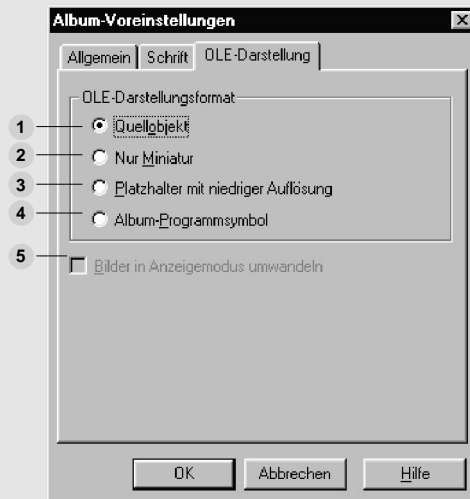 Album-Voreinstellungen
Allgemein Schrift OLE-Darstellung
OLE-Darstellungsformat
1 Quellobjekt
2 Nur Miniatur
3 Platzhalter mit niedriger Auflösung
4 Album-Programmsymbol
5 Bilder in Anzeigemodus umwandeln
OK Abbrechen Hilfe